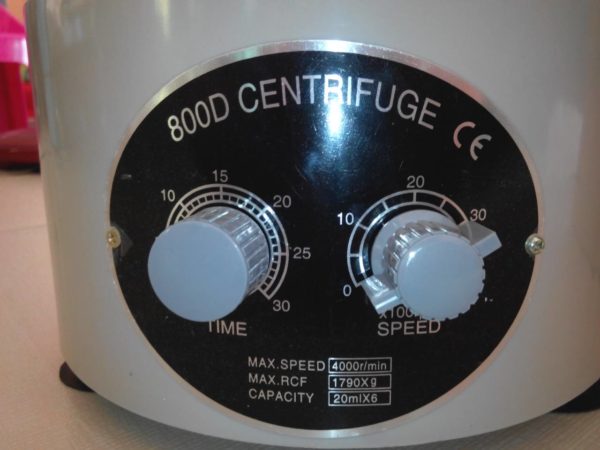 800D CENTRIFUGE CE
10 15 20 25 30
0 10 20 30
TIME
X100
SPEED
MAX.SPEED 4000r/min
MAX.RCF 1790Xg
CAPACITY 20mlX6